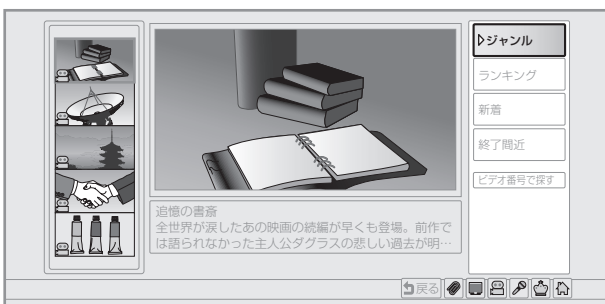 追憶の書斎
全世界が涙したあの映画の続編が早くも登場。前作で
は語られなかった主人公ダグラスの悲しい過去が明…
ジャンル
ランキング
新着
終了間近
ビデオ番号で探す
戻る